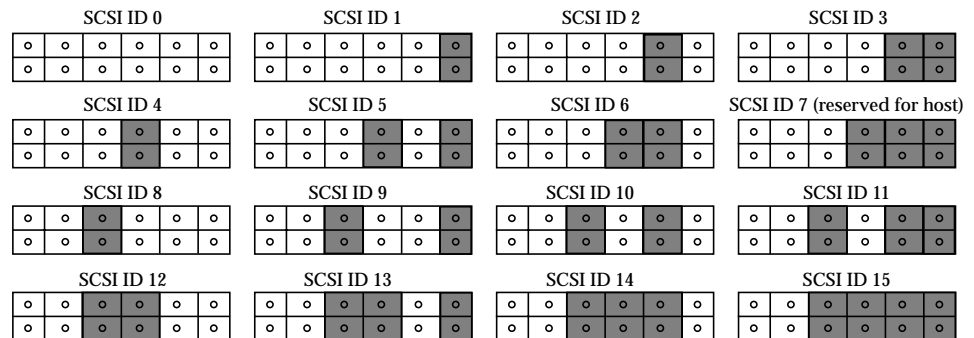 SCSI ID 0
SCSI ID 1
SCSI ID 2
SCSI ID 3
SCSI ID 4
SCSI ID 5
SCSI ID 6
SCSI ID 7 (reserved for host)
SCSI ID 8
SCSI ID 9
SCSI ID 10
SCSI ID 11
SCSI ID 12
SCSI ID 13
SCSI ID 14
SCSI ID 15